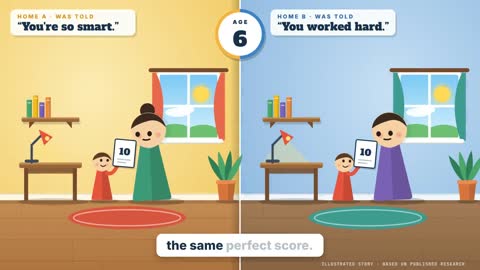 HOME A · WAS TOLD
“You're so smart.”
AGE
6
HOME B · WAS TOLD
“You worked hard.”
10
10
the same perfect score.
ILLUSTRATED STORY · BASED ON PUBLISHED RESEARCH